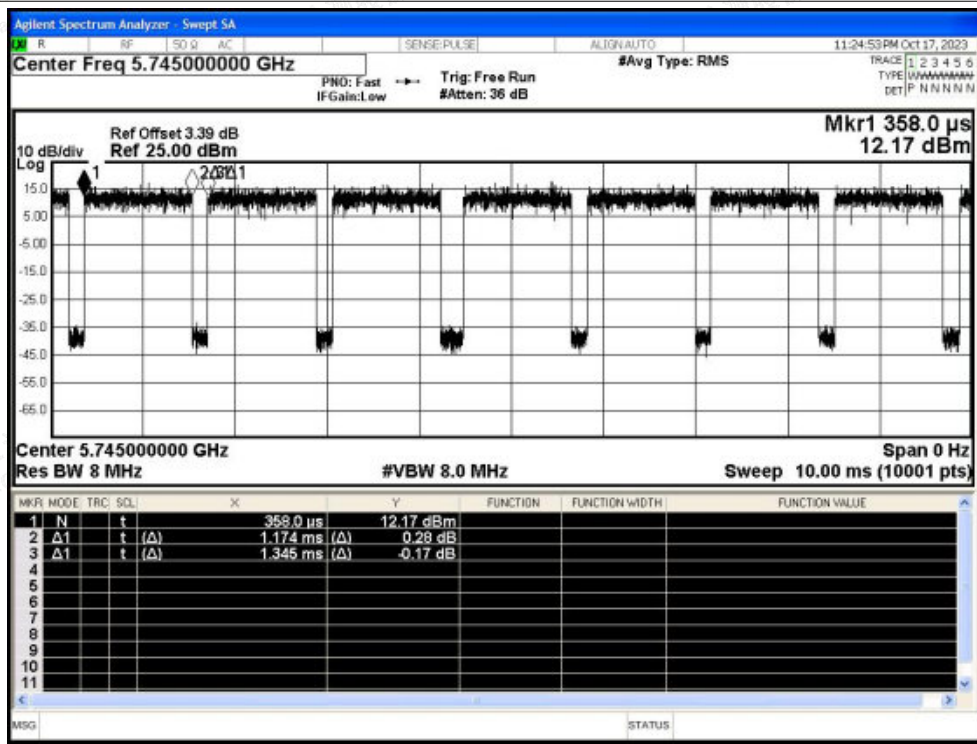 Agilent Spectrum Analyzer - Swept SA
R RF 50 Ω AC SENSE:PULSE ALIGNAUTO 11:24:53PM Oct 17, 2023
Center Freq 5.745000000 GHz #Avg Type: RMS TRACE 1 2 3 4 5 6
PNO: Fast Trig: Free Run TYPE
IFGain:Low #Atten: 36 dB DET P N N N N N
Mkr1 358.0 µs
Ref Offset 3.39 dB
10 dB/div Ref 25.00 dBm 12.17 dBm
Log
1
15.0
5.00
-5.00
-15.0
-25.0
-35.0
-45.0
-55.0
-65.0
Center 5.745000000 GHz Span 0 Hz
Res BW 8 MHz #VBW 8.0 MHz Sweep 10.00 ms (10001 pts)
MKR MODE TRC SCL X Y FUNCTION FUNCTION WIDTH FUNCTION VALUE
1 N t 358.0 µs 12.17 dBm
2 Δ1 t (Δ) 1.174 ms (Δ) 0.28 dB
3 Δ1 t (Δ) 1.345 ms (Δ) -0.17 dB
4
5
6
7
8
9
10
11
MSG STATUS